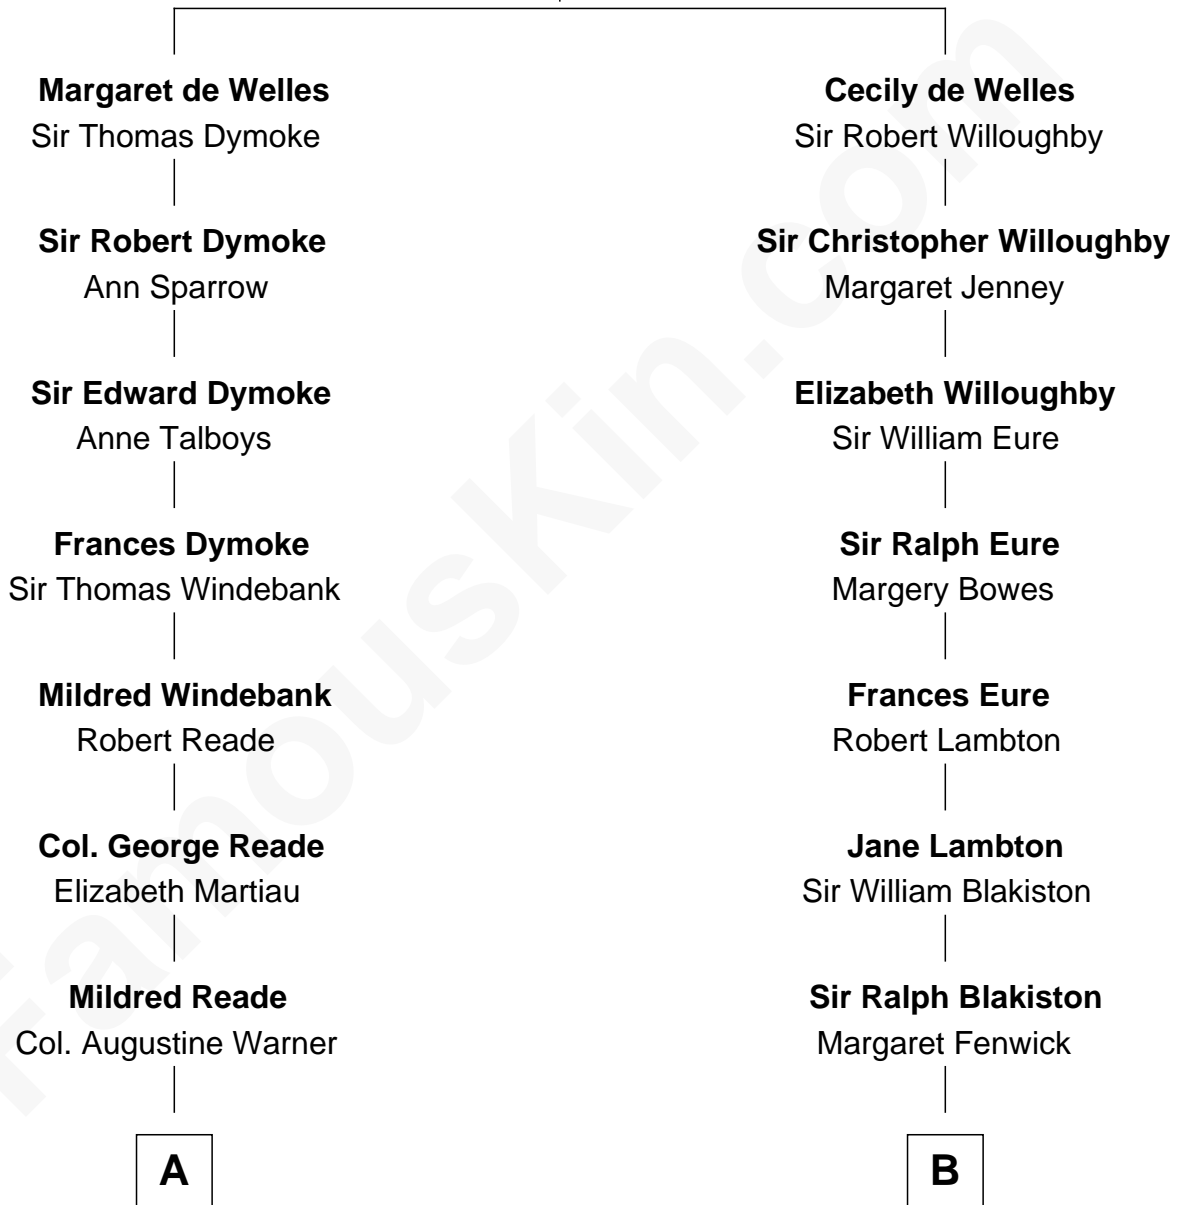 Margaret de Welles
Sir Thomas Dymoke
Sir Robert Dymoke
Ann Sparrow
Sir Edward Dymoke
Anne Talboys
Frances Dymoke
Sir Thomas Windebank
Mildred Windebank
Robert Reade
Col. George Reade
Elizabeth Martiau
Mildred Reade
Col. Augustine Warner
A
Cecily de Welles
Sir Robert Willoughby
Sir Christopher Willoughby
Margaret Jenney
Elizabeth Willoughby
Sir William Eure
Sir Ralph Eure
Margery Bowes
Frances Eure
Robert Lambton
Jane Lambton
Sir William Blakiston
Sir Ralph Blakiston
Margaret Fenwick
B
FamousKin.com